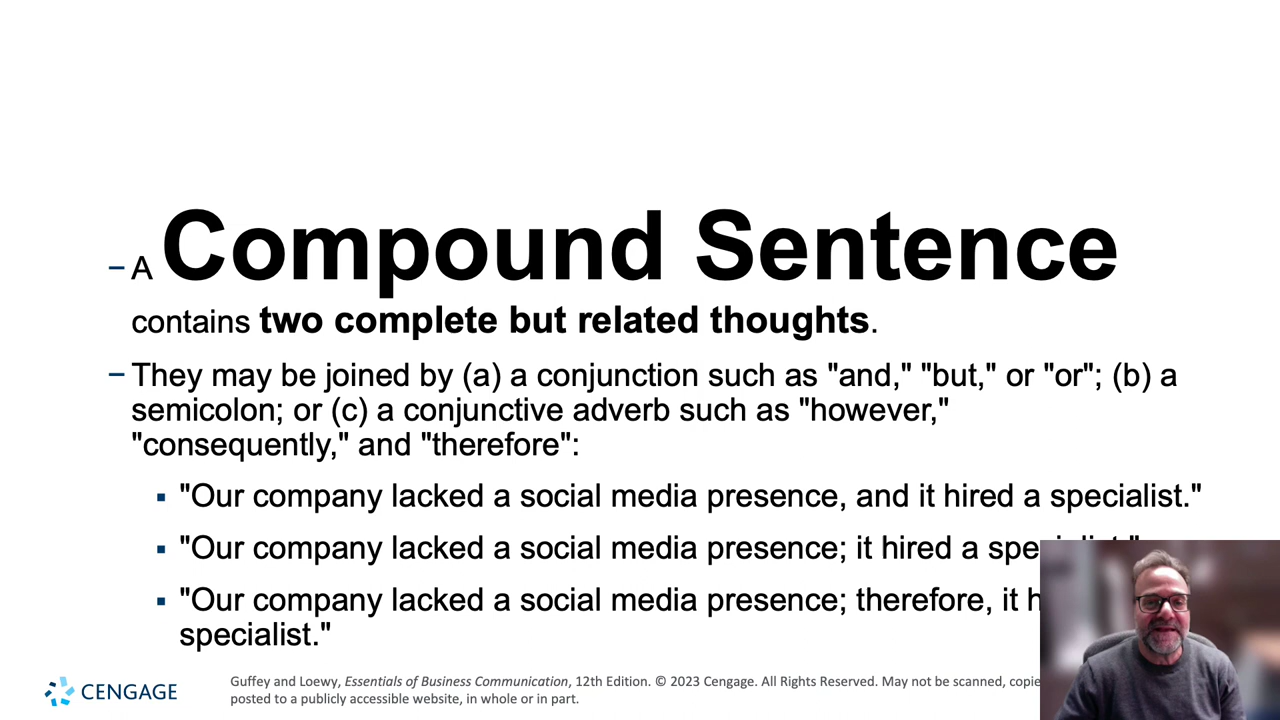 – A Compound Sentence
contains two complete but related thoughts.
– They may be joined by (a) a conjunction such as "and," "but," or "or"; (b) a
semicolon; or (c) a conjunctive adverb such as "however,"
"consequently," and "therefore":
▪ "Our company lacked a social media presence, and it hired a specialist."
▪ "Our company lacked a social media presence; it hired a specialist."
▪ "Our company lacked a social media presence; therefore, it
specialist."
CENGAGE
Guffey and Loewy, Essentials of Business Communication, 12th Edition. © 2023 Cengage. All Rights Reserved. May not be scanned,
posted to a publicly accessible website, in whole or in part.